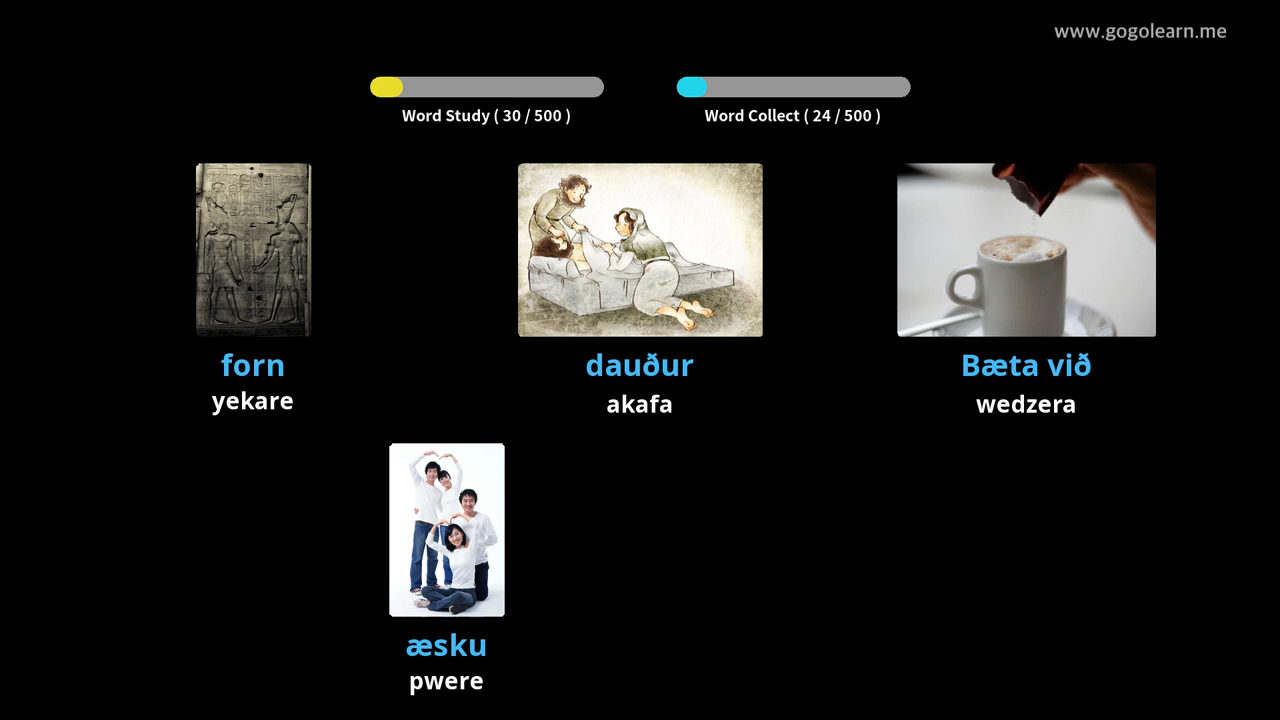 www.gogolearn.me
Word Study ( 30 / 500 )
Word Collect ( 24 / 500 )
forn
yekare
dauður
akafa
Bæta við
wedzera
æsku
pwere